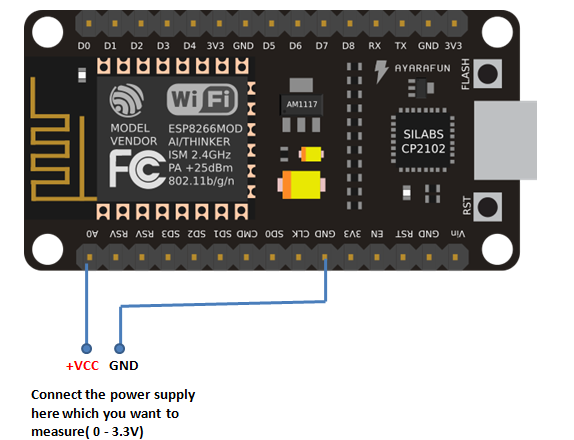 D0 D1 D2 D3 D4 3V3 GND D5 D6 D7 D8 RX TX GND 3V3
AYARAFUN
FLASH
WiFi
AM1117
MODEL
VENDOR
ESP8266MOD
AI/THINKER
ISM 2.4GHz
PA +25dBm
802.11b/g/n
FC
SILABS
CP2102
RST
A0 RSV RSV SD3 SD2 SD1 CMD SD0 CLK GND 3V3 EN RST GND Vin
+VCC GND
Connect the power supply
here which you want to
measure( 0 - 3.3V)